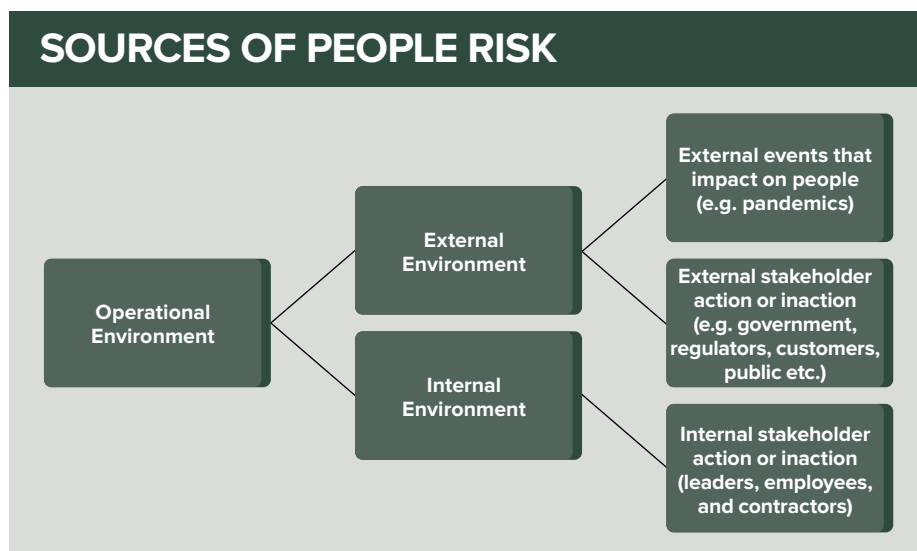 SOURCES OF PEOPLE RISK
Operational
Environment
External
Environment
Internal
Environment
External events that
impact on people
(e.g. pandemics)
External stakeholder
action or inaction
(e.g. government,
regulators, customers,
public etc.)
Internal stakeholder
action or inaction
(leaders, employees,
and contractors)